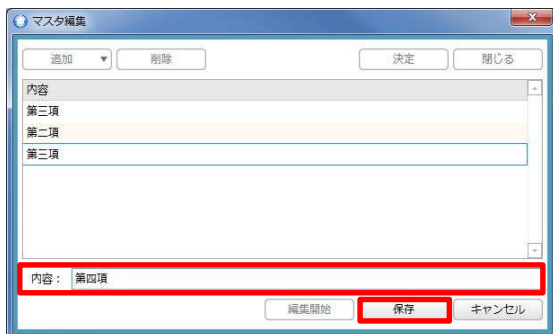 マスタ編集
追加 ▼ 削除 決定 閉じる
内容
第三項
第二項
第三項
内容： 第四項
編集開始 保存 キャンセル